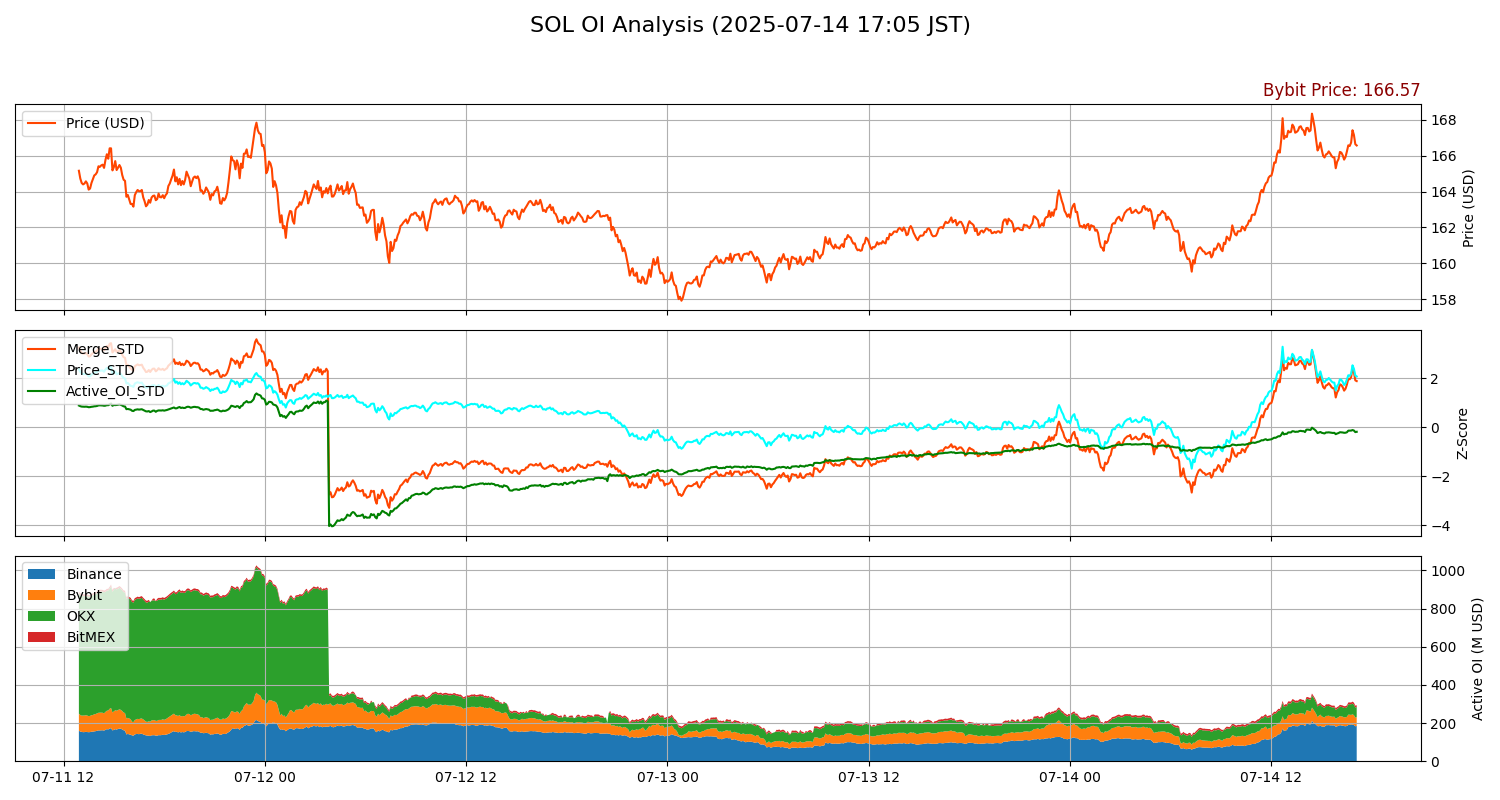 SOL OI Analysis (2025-07-14 17:05 JST)
Bybit Price: 166.57
Price (USD)
168
166
164
162
160
158
Price (USD)
Merge_STD
Price_STD
Active_OI_STD
2
0
−2
−4
Z-Score
Binance
Bybit
OKX
BitMEX
1000
800
600
400
200
0
Active OI (M USD)
07-11 12
07-12 00
07-12 12
07-13 00
07-13 12
07-14 00
07-14 12